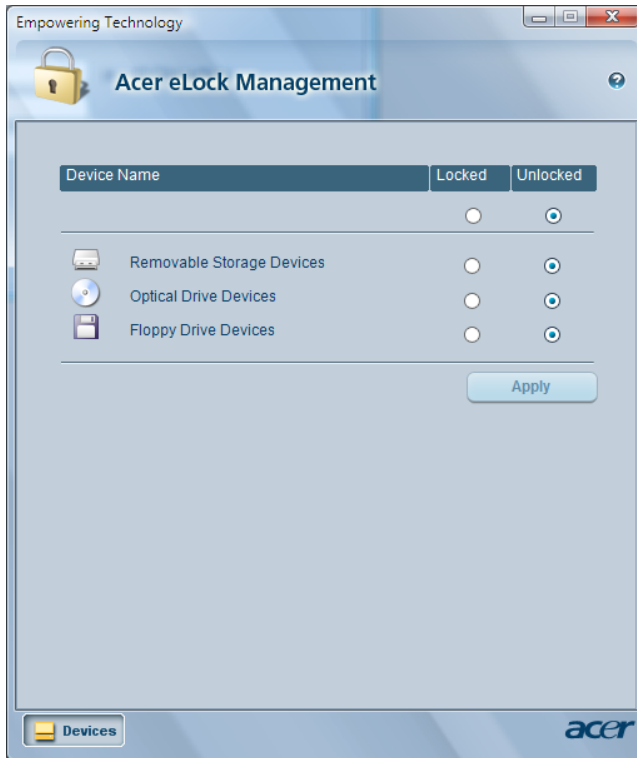 Empowering Technology
Acer eLock Management
Device Name Locked Unlocked
Removable Storage Devices
Optical Drive Devices
Floppy Drive Devices
Apply
Devices
acer